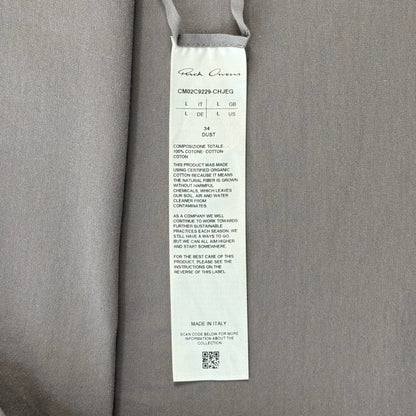 Rick Owens
CM02C9229-CHJEG
L IT L GB
L DE L US
34
DUST
COMPOSIZIONE TOTALE:
100% COTONE- COTTON
COTON
THIS PRODUCT WAS MADE
USING CERTIFIED ORGANIC
COTTON BECAUSE IT MEANS
THE NATURAL FIBER IS GROWN
WITHOUT HARMFUL
CHEMICALS, WHICH LEAVES
OUR SOIL, AIR AND WATER
CLEANER FROM
CONTAMINATES.
AS A COMPANY WE WILL
CONTINUE TO WORK TOWARDS
FURTHER SUSTAINABLE
PRACTICES EACH SEASON. WE
STILL HAVE A WAYS TO GO,
BUT WE CAN ALL AIM HIGHER
AND START SOMEWHERE.
FOR THE BEST CARE OF THIS
PRODUCT, PLEASE SEE THE
INSTRUCTIONS ON THE
REVERSE OF THIS LABEL.
MADE IN ITALY
SCAN CODE BELOW FOR MORE
INFORMATION ABOUT THE
COLLECTION